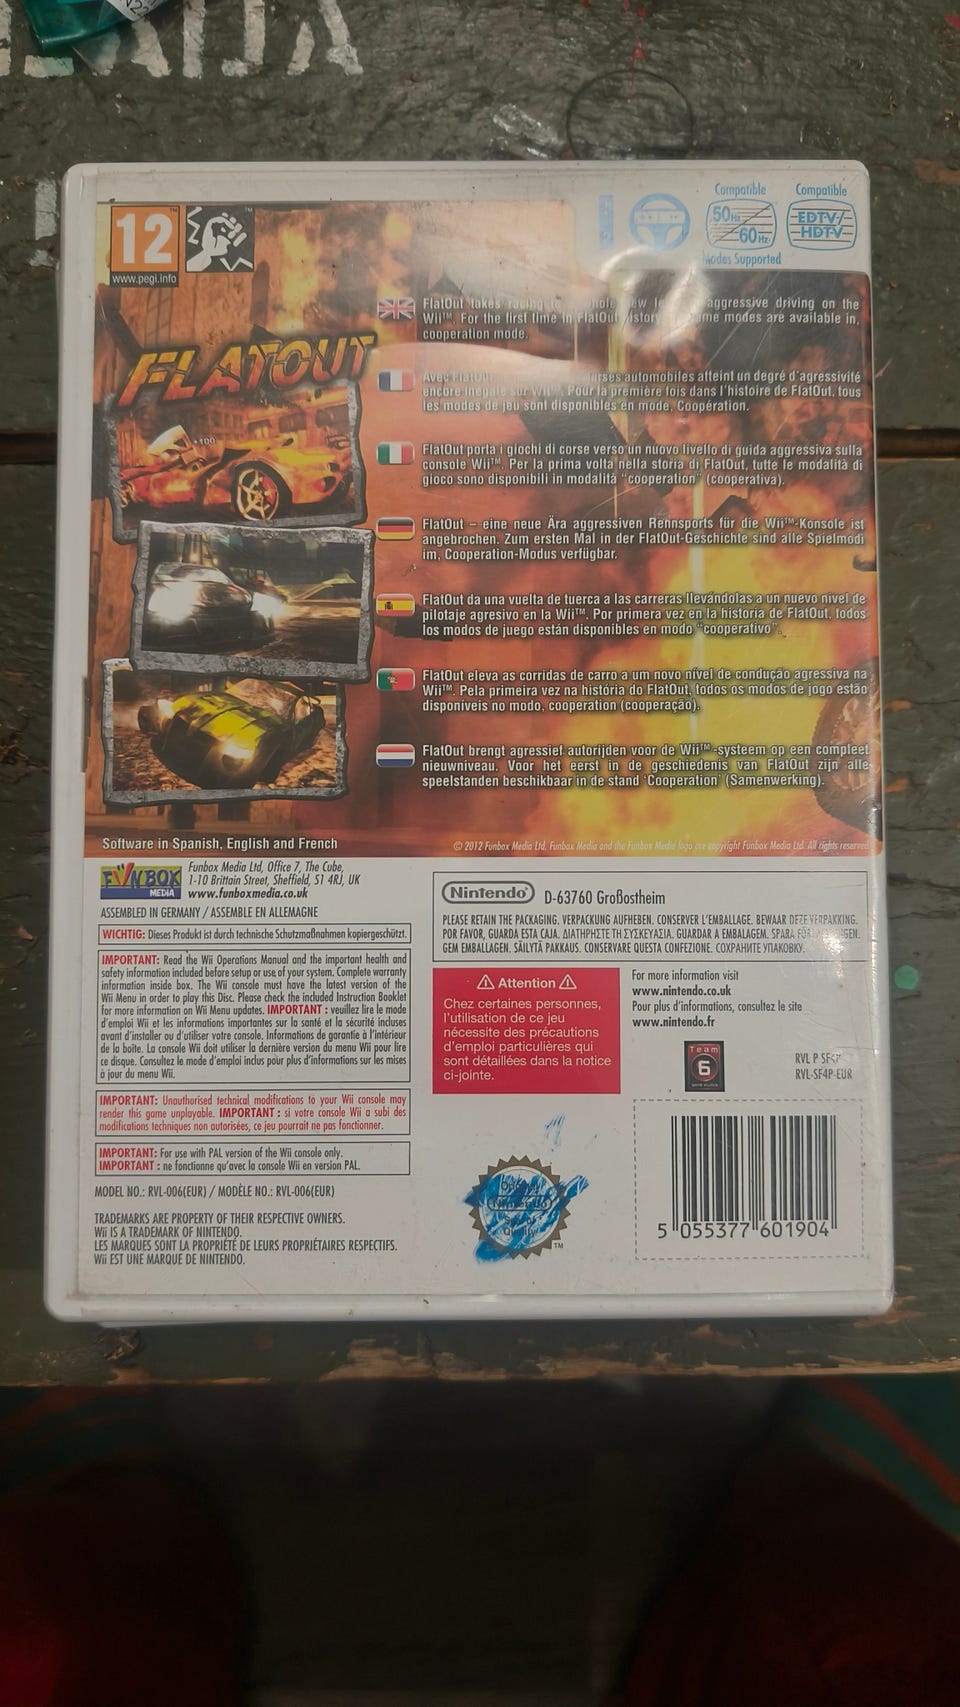 12
www.pegi.info
Compatible
50Hz
60Hz
Modes Supported
Compatible
EDTV/
HDTV
FLATOUT
+100
FlatOut takes racing to whole new aggressive driving on the
Wii™. For the first time in FlatOut game modes are available in,
cooperation mode.
Avec FlatOut automobiles atteint un degré d'agressivité
encore inégalé sur Wii™. Pour la première fois dans l'histoire de FlatOut, tous
les modes de jeu sont disponibles en mode, Coopération.
FlatOut porta i giochi di corse verso un nuovo livello di guida aggressiva sulla
console Wii™. Per la prima volta nella storia di FlatOut, tutte le modalità di
gioco sono disponibili in modalità "cooperation" (cooperativa).
FlatOut – eine neue Ära aggressiven Rennsports für die Wii™-Konsole ist
angebrochen. Zum ersten Mal in der FlatOut-Geschichte sind alle Spielmodi
im, Cooperation-Modus verfügbar.
FlatOut da una vuelta de tuerca a las carreras llevándolas a un nuevo nivel de
pilotaje agresivo en la Wii™. Por primera vez en la historia de FlatOut, todos
los modos de juego están disponibles en modo "cooperativo".
FlatOut eleva as corridas de carro a um novo nível de condução agressiva na
Wii™. Pela primeira vez na história do FlatOut, todos os modos de jogo estão
disponíveis no modo, cooperation (cooperação).
FlatOut brengt agressief autorijden voor de Wii™-systeem op een compleet
nieuwniveau. Voor het eerst in de geschiedenis van FlatOut zijn alle
speelstanden beschikbaar in de stand 'Cooperation' (Samenwerking).
Software in Spanish, English and French
© 2012 Funbox Media Ltd. Funbox Media and the Funbox Media logo are copyright Funbox Media Ltd. All rights reserved
FUNBOX
MEDIA
Funbox Media Ltd, Office 7, The Cube,
1-10 Brittain Street, Sheffield, S1 4RJ, UK
www.funboxmedia.co.uk
ASSEMBLED IN GERMANY / ASSEMBLE EN ALLEMAGNE
WICHTIG: Dieses Produkt ist durch technische Schutzmaßnahmen kopiergeschützt.
IMPORTANT: Read the Wii Operations Manual and the important health and
safety information included before setup or use of your system. Complete warranty
information inside box. The Wii console must have the latest version of the
Wii Menu in order to play this Disc. Please check the included Instruction Booklet
for more information on Wii Menu updates. IMPORTANT : veuillez lire le mode
d'emploi Wii et les informations importantes sur la santé et la sécurité incluses
avant d'installer ou d'utiliser votre console. Informations de garantie à l'intérieur
de la boîte. La console Wii doit utiliser la dernière version du menu Wii pour lire
ce disque. Consultez le mode d'emploi inclus pour plus d'informations sur les mises
à jour du menu Wii.
IMPORTANT: Unauthorised technical modifications to your Wii console may
render this game unplayable. IMPORTANT : si votre console Wii a subi des
modifications techniques non autorisées, ce jeu pourrait ne pas fonctionner.
IMPORTANT: For use with PAL version of the Wii console only.
IMPORTANT : ne fonctionne qu'avec la console Wii en version PAL.
MODEL NO.: RVL-006(EUR) / MODÈLE NO.: RVL-006(EUR)
TRADEMARKS ARE PROPERTY OF THEIR RESPECTIVE OWNERS.
Wii IS A TRADEMARK OF NINTENDO.
LES MARQUES SONT LA PROPRIÉTÉ DE LEURS PROPRIÉTAIRES RESPECTIFS.
Wii EST UNE MARQUE DE NINTENDO.
Nintendo® D-63760 Großostheim
PLEASE RETAIN THE PACKAGING. VERPACKUNG AUFHEBEN. CONSERVER L'EMBALLAGE. BEWAAR DEZE VERPAKKING.
POR FAVOR, GUARDA ESTA CAJA. ΔΙΑΤΗΡΗΣΤΕ ΤΗ ΣΥΣΚΕΥΑΣΙΑ. GUARDAR A EMBALAGEM. SPARA
GEM EMBALLAGEN. SÄILYTÄ PAKKAUS. CONSERVARE QUESTA CONFEZIONE. СОХРАНИТЕ УПАКОВКУ.
Attention
Chez certaines personnes,
l'utilisation de ce jeu
nécessite des précautions
d'emploi particulières qui
sont détaillées dans la notice
ci-jointe.
For more information visit
www.nintendo.co.uk
Pour plus d'informations, consultez le site
www.nintendo.fr
Team
6
RVL P SF4P
RVL-SF4P-EUR
Nintendo
Quality
TM
5 055377 601904